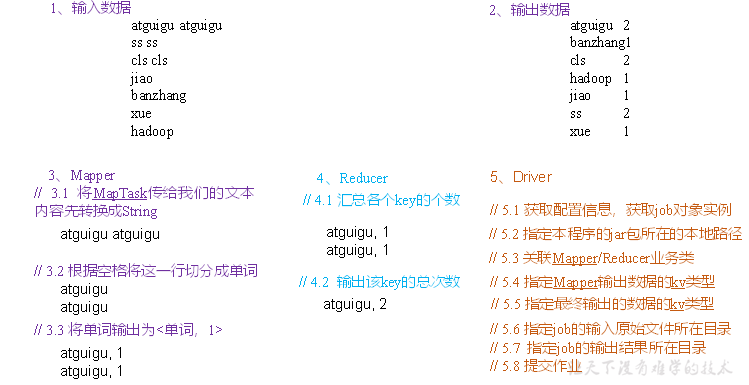 1、输入数据
atguigu atguigu
ss ss
cls cls
jiao
banzhang
xue
hadoop
2、输出数据
atguigu 2
banzhang1
cls 2
hadoop 1
jiao 1
ss 2
xue 1
3、Mapper
// 3.1 将MapTask传给我们的文本
内容先转换成String
atguigu atguigu
// 3.2 根据空格将这一行切分成单词
atguigu
atguigu
// 3.3 将单词输出为<单词，1>
atguigu, 1
atguigu, 1
4、Reducer
// 4.1 汇总各个key的个数
atguigu, 1
atguigu, 1
// 4.2 输出该key的总次数
atguigu, 2
5、Driver
// 5.1 获取配置信息，获取job对象实例
// 5.2 指定本程序的jar包所在的本地路径
// 5.3 关联Mapper/Reducer业务类
// 5.4 指定Mapper输出数据的kv类型
// 5.5 指定最终输出的数据的kv类型
// 5.6 指定job的输入原始文件所在目录
// 5.7 指定job的输出结果所在目录
// 5.8 提交作业
天下没有难学的技术